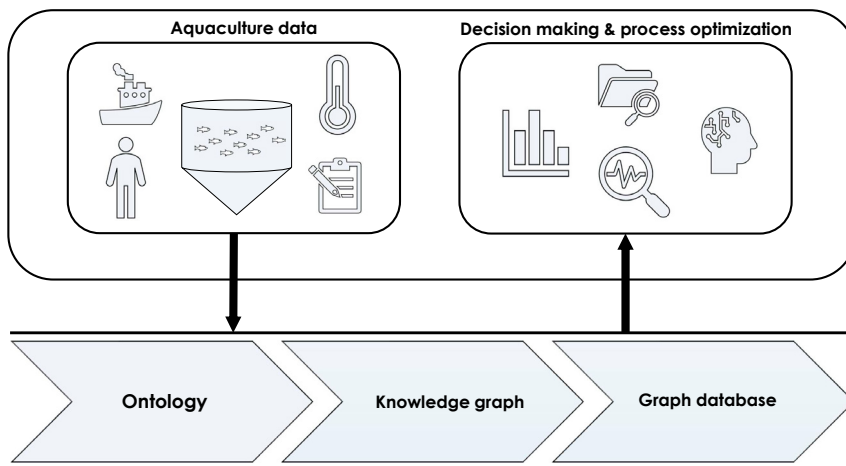 Aquaculture data
Decision making & process optimization
Ontology
Knowledge graph
Graph database